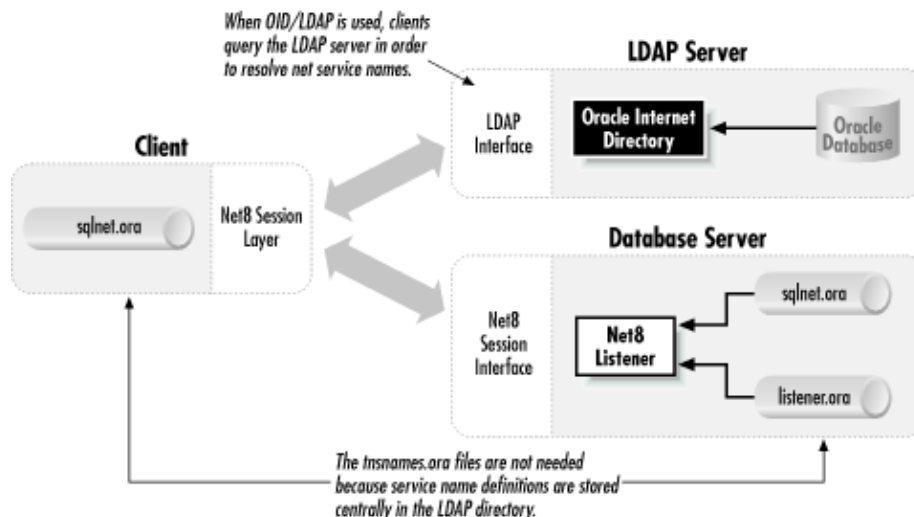 When OID/LDAP is used, clients
query the LDAP server in order
to resolve net service names.
LDAP Server
LDAP
Interface
Oracle Internet
Directory
Oracle
Database
Client
sqlnet.ora
Net8 Session
Layer
Database Server
Net8
Session
Interface
Net8
Listener
sqlnet.ora
listener.ora
The tnsnames.ora files are not needed
because service name definitions are stored
centrally in the LDAP directory.